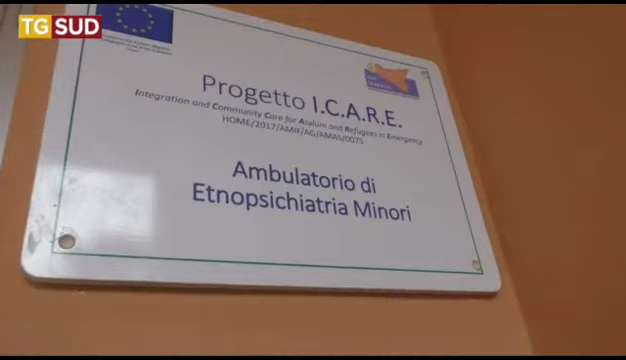 TG SUD
Progetto I.C.A.R.E.
Integration and Community Care for Asylum and Refugees in Emergency
HOME/2017/AMIF/AG/AMAS/0075
Ambulatorio di
Etnopsichiatria Minori